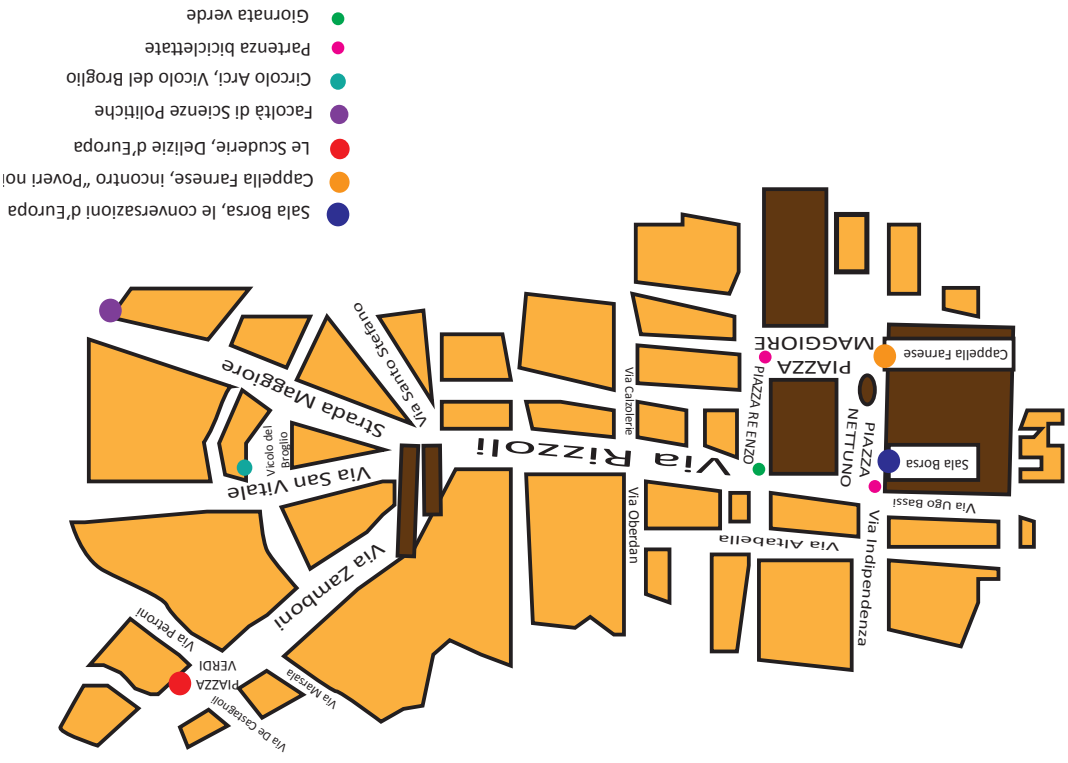 Via De Castagnoli
Via Marsala
PIAZZA
VERDI
Via Petroni
Via Zamboni
Via Indipendenza
Via Altabella
Via Oberdan
Via Ugo Bassi
Sala Borsa
PIAZZA
NETTUNO
Via Rizzoli
Via San Vitale
Vicolo del
Broglio
PIAZZA RE ENZO
Via Calzolerie
Strada Maggiore
Via Santo Stefano
Cappella Farnese
PIAZZA
MAGGIORE
Sala Borsa, le conversazioni d'Europa
Cappella Farnese, incontro “Poveri noi
Le Scuderie, Delizie d'Europa
Facoltà di Scienze Politiche
Circolo Arci, Vicolo del Broglio
Partenza biciclettate
Giornata verde